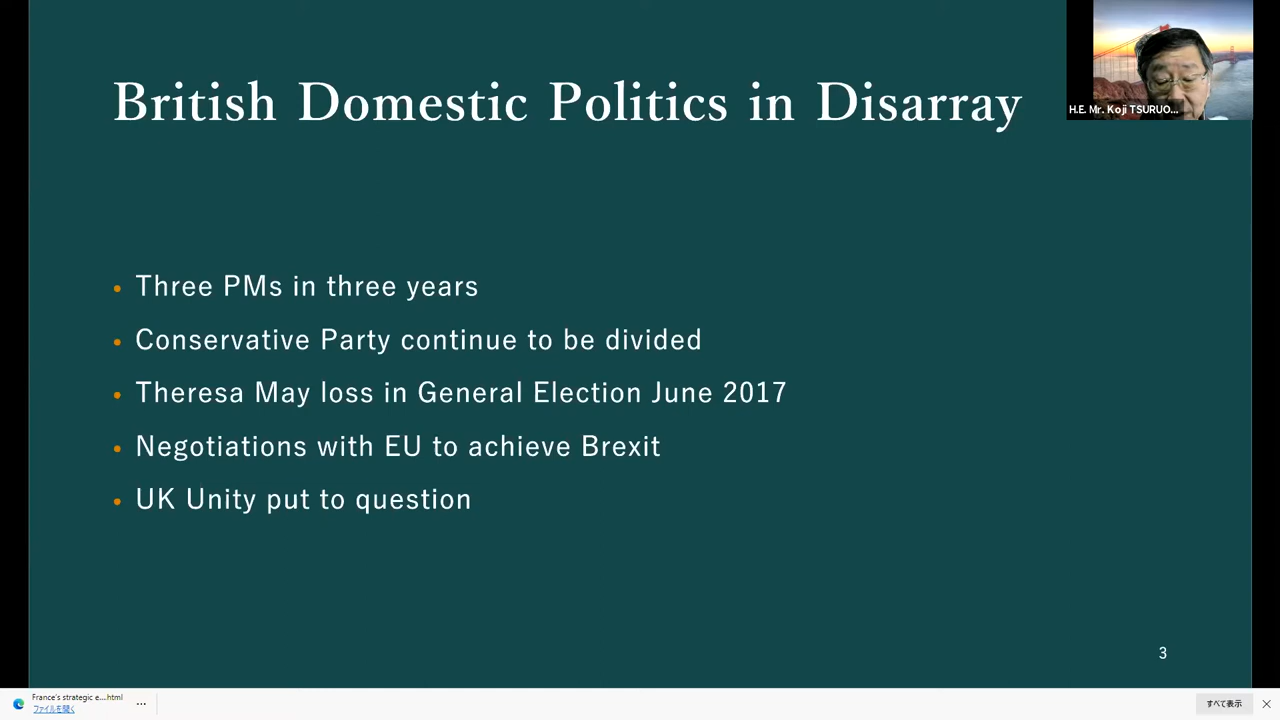 British Domestic Politics in Disarray
H.E. Mr. Koji TSURUO...
• Three PMs in three years
• Conservative Party continue to be divided
• Theresa May loss in General Election June 2017
• Negotiations with EU to achieve Brexit
• UK Unity put to question
3
France's strategic e....html
ファイルを開く
すべて表示